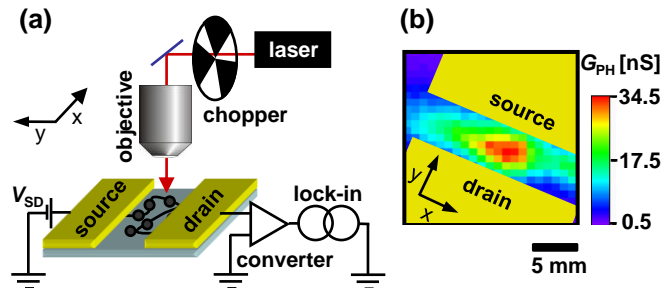 (a)
laser
chopper
objective
y
x
V_SD
source
drain
lock-in
converter
(b)
G_PH [nS]
source
drain
y
x
34.5
17.5
0.5
5 mm